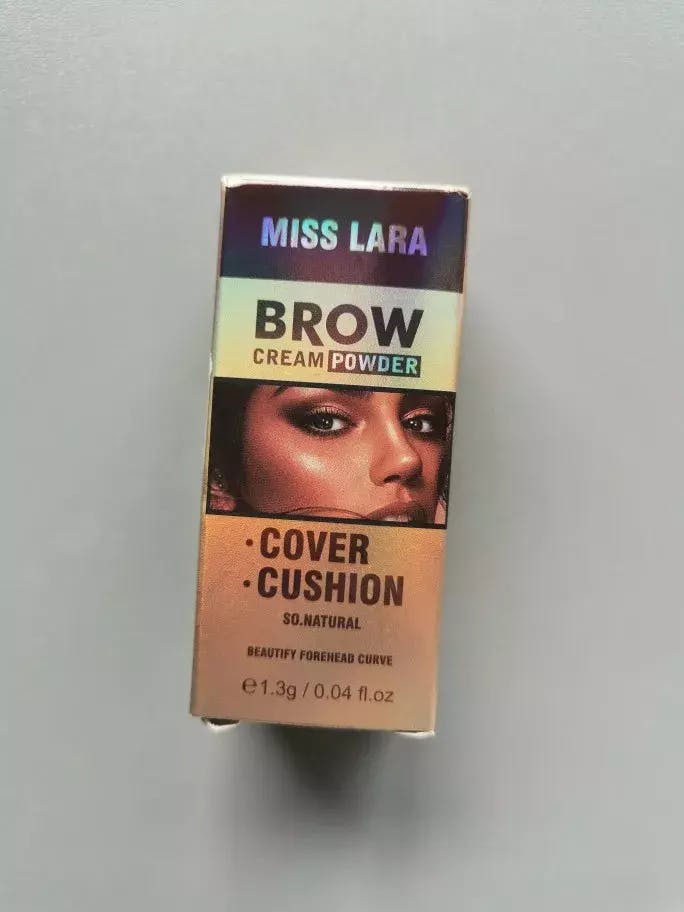 MISS LARA
BROW
CREAM POWDER
· COVER
· CUSHION
SO.NATURAL
BEAUTIFY FOREHEAD CURVE
℮1.3g / 0.04 fl.oz